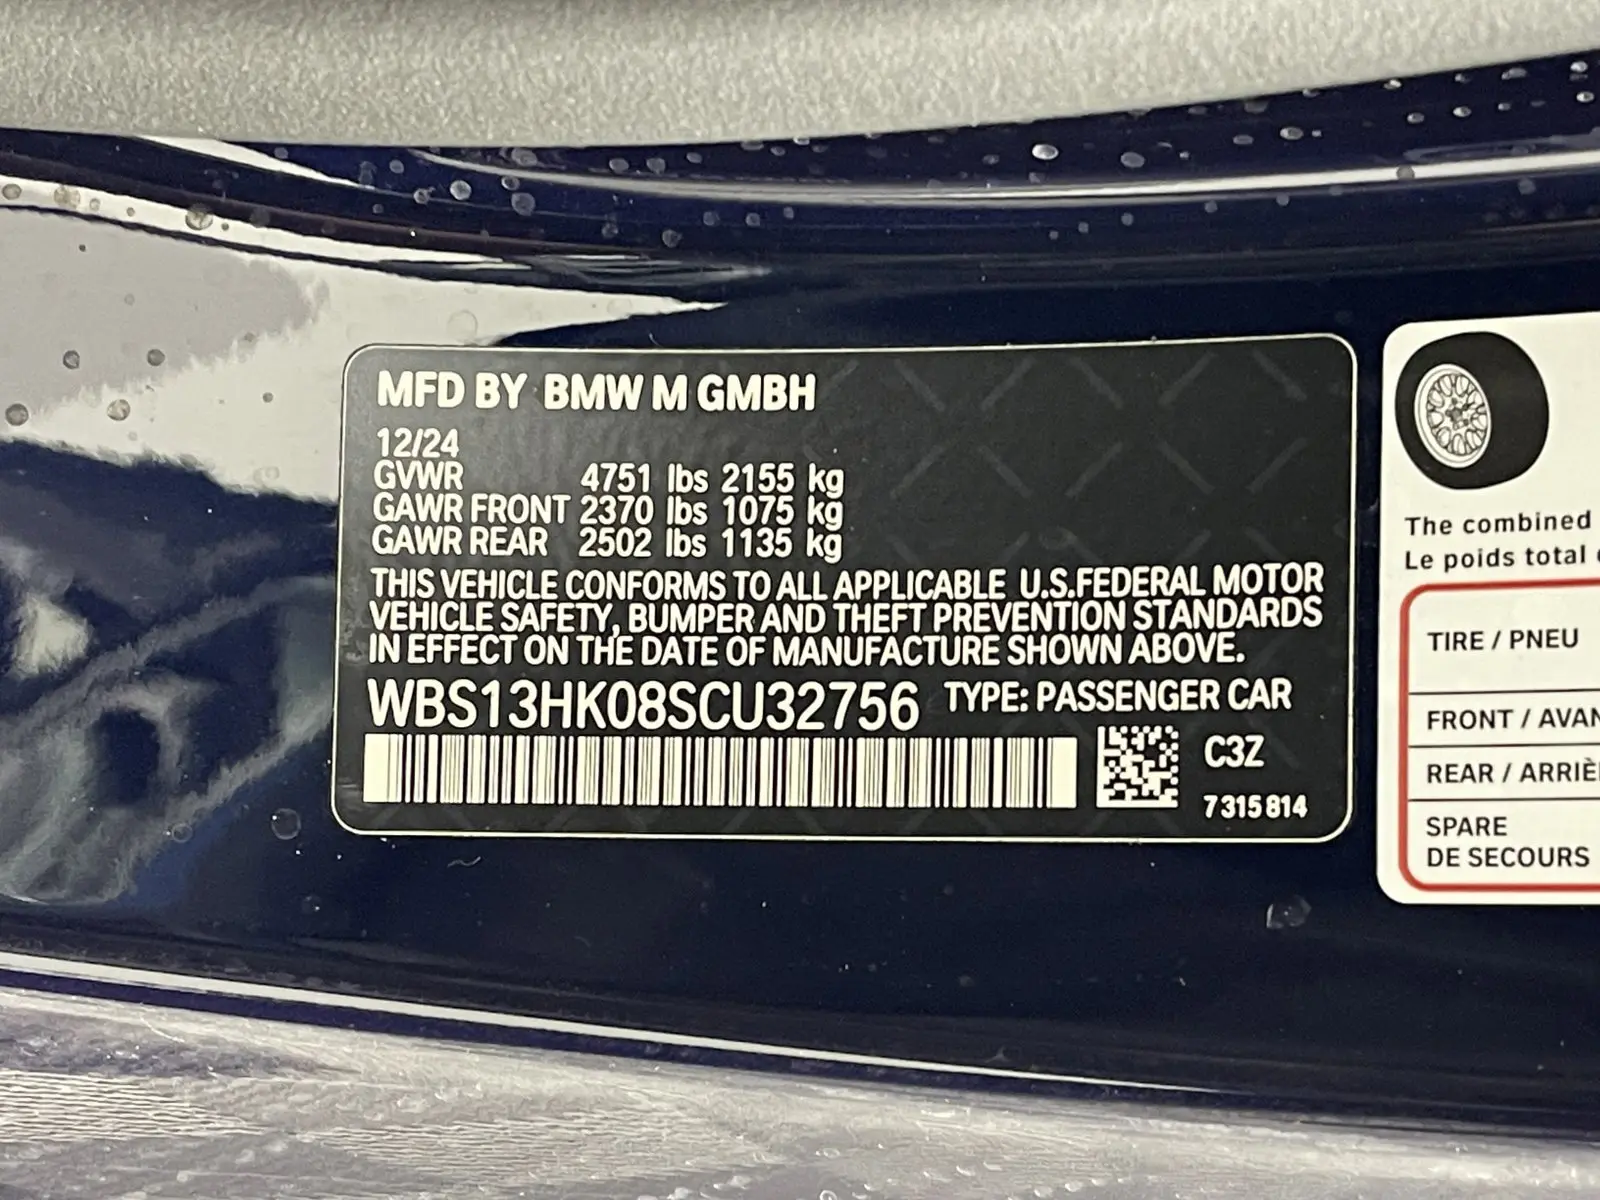 MFD BY BMW M GMBH
12/24
GVWR 4751 lbs 2155 kg
GAWR FRONT 2370 lbs 1075 kg
GAWR REAR 2502 lbs 1135 kg
THIS VEHICLE CONFORMS TO ALL APPLICABLE U.S.FEDERAL MOTOR
VEHICLE SAFETY, BUMPER AND THEFT PREVENTION STANDARDS
IN EFFECT ON THE DATE OF MANUFACTURE SHOWN ABOVE.
WBS13HK08SCU32756 TYPE: PASSENGER CAR
C3Z
7 315 814
The combined
Le poids total
TIRE / PNEU
FRONT /
REAR /
SPARE
DE SECOURS